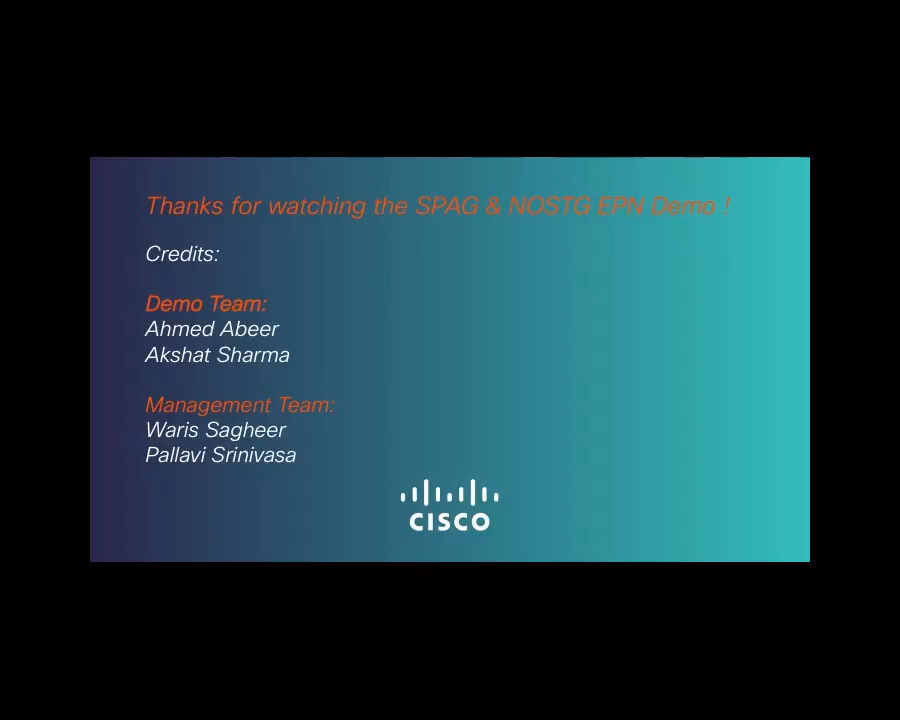 Thanks for watching the SPAG & NOSTG EPN Demo !
Credits:
Demo Team:
Ahmed Abeer
Akshat Sharma
Management Team:
Waris Sagheer
Pallavi Srinivasa
CISCO